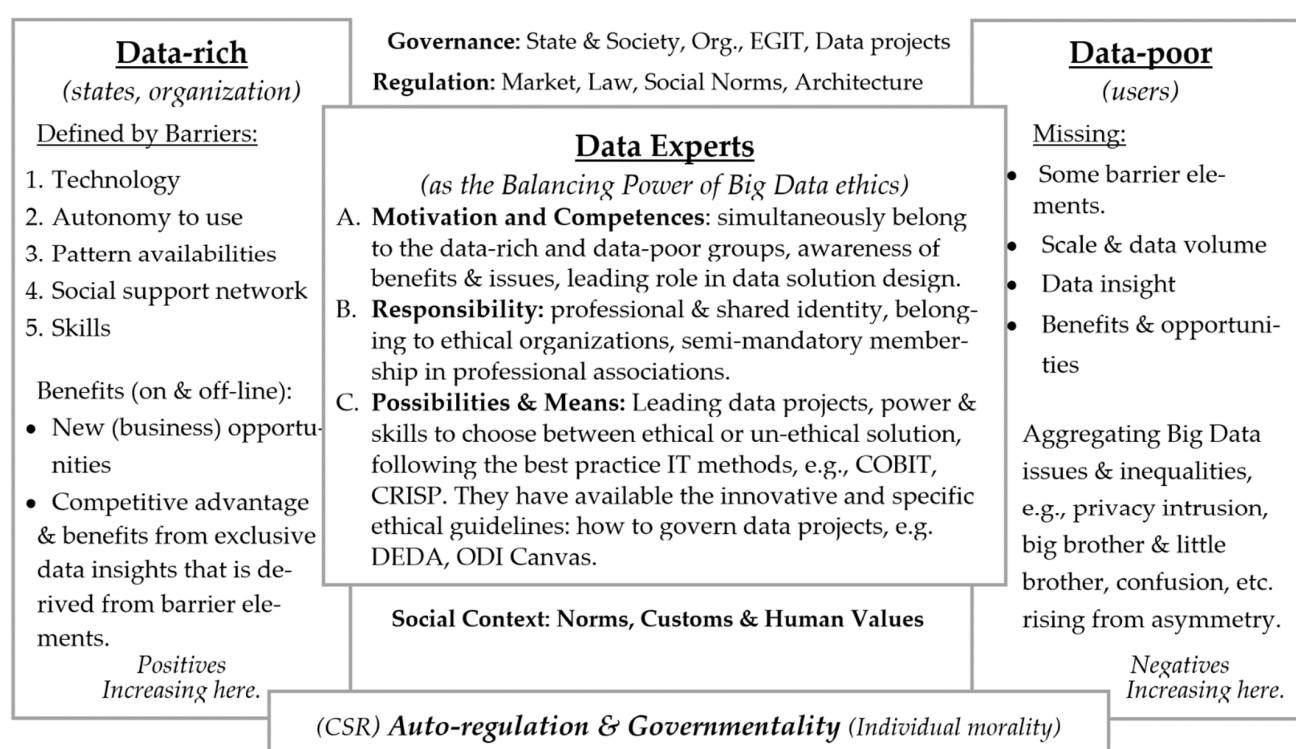 Data-rich
(states, organization)
Defined by Barriers:
1. Technology
2. Autonomy to use
3. Pattern availabilities
4. Social support network
5. Skills
Benefits (on & off-line):
• New (business) opportu-
nities
• Competitive advantage
& benefits from exclusive
data insights that is de-
rived from barrier ele-
ments.
Positives
Increasing here.
Governance: State & Society, Org., EGIT, Data projects
Regulation: Market, Law, Social Norms, Architecture
Data Experts
(as the Balancing Power of Big Data ethics)
A. Motivation and Competences: simultaneously belong
to the data-rich and data-poor groups, awareness of
benefits & issues, leading role in data solution design.
B. Responsibility: professional & shared identity, belong-
ing to ethical organizations, semi-mandatory member-
ship in professional associations.
C. Possibilities & Means: Leading data projects, power &
skills to choose between ethical or un-ethical solution,
following the best practice IT methods, e.g., COBIT,
CRISP. They have available the innovative and specific
ethical guidelines: how to govern data projects, e.g.
DEDA, ODI Canvas.
Social Context: Norms, Customs & Human Values
Data-poor
(users)
Missing:
• Some barrier ele-
ments.
• Scale & data volume
• Data insight
• Benefits & opportuni-
ties
Aggregating Big Data
issues & inequalities,
e.g., privacy intrusion,
big brother & little
brother, confusion, etc.
rising from asymmetry.
Negatives
Increasing here.
(CSR) Auto-regulation & Governmentality (Individual morality)